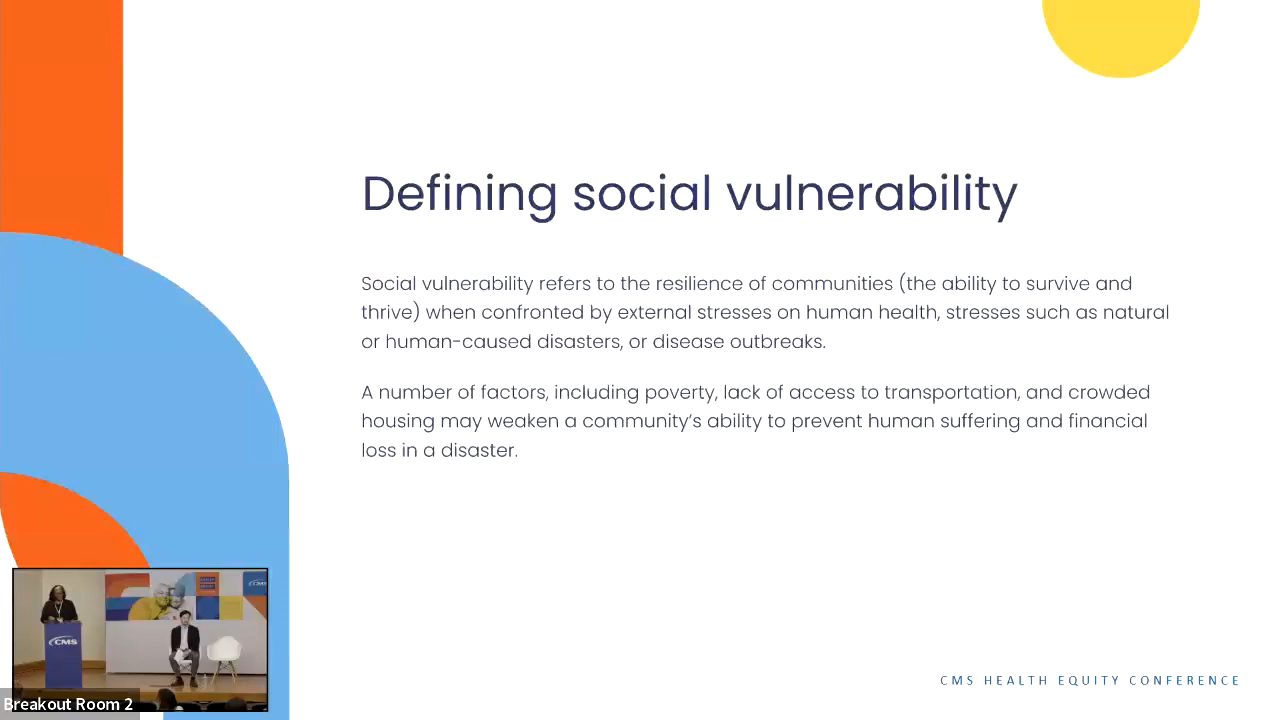 Defining social vulnerability
Social vulnerability refers to the resilience of communities (the ability to survive and
thrive) when confronted by external stresses on human health, stresses such as natural
or human-caused disasters, or disease outbreaks.
A number of factors, including poverty, lack of access to transportation, and crowded
housing may weaken a community's ability to prevent human suffering and financial
loss in a disaster.
CMS
CMS
Breakout Room 2
CMS HEALTH EQUITY CONFERENCE